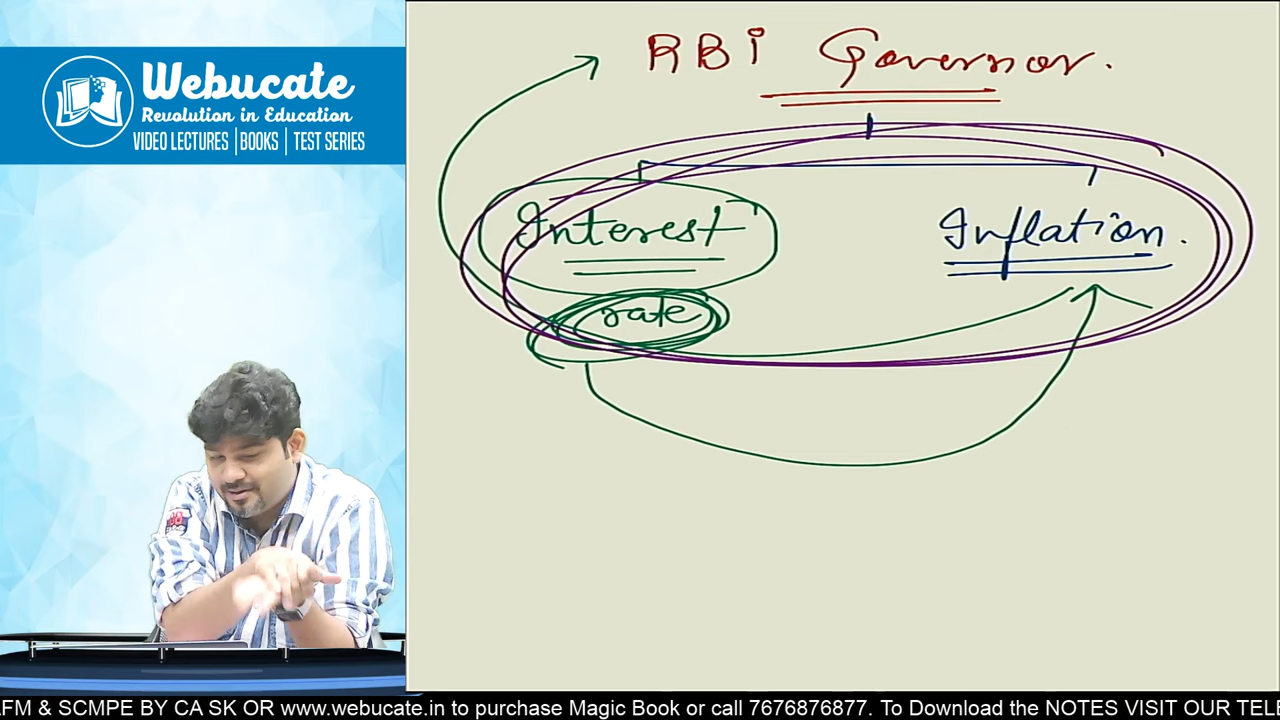 Webucate
Revolution in Education
VIDEO LECTURES | BOOKS | TEST SERIES
RBI Governor.
Interest
Inflation.
rate
AFM & SCMPE BY CA SK OR www.webucate.in to purchase Magic Book or call 7676876877. To Download the NOTES VISIT OUR TELE